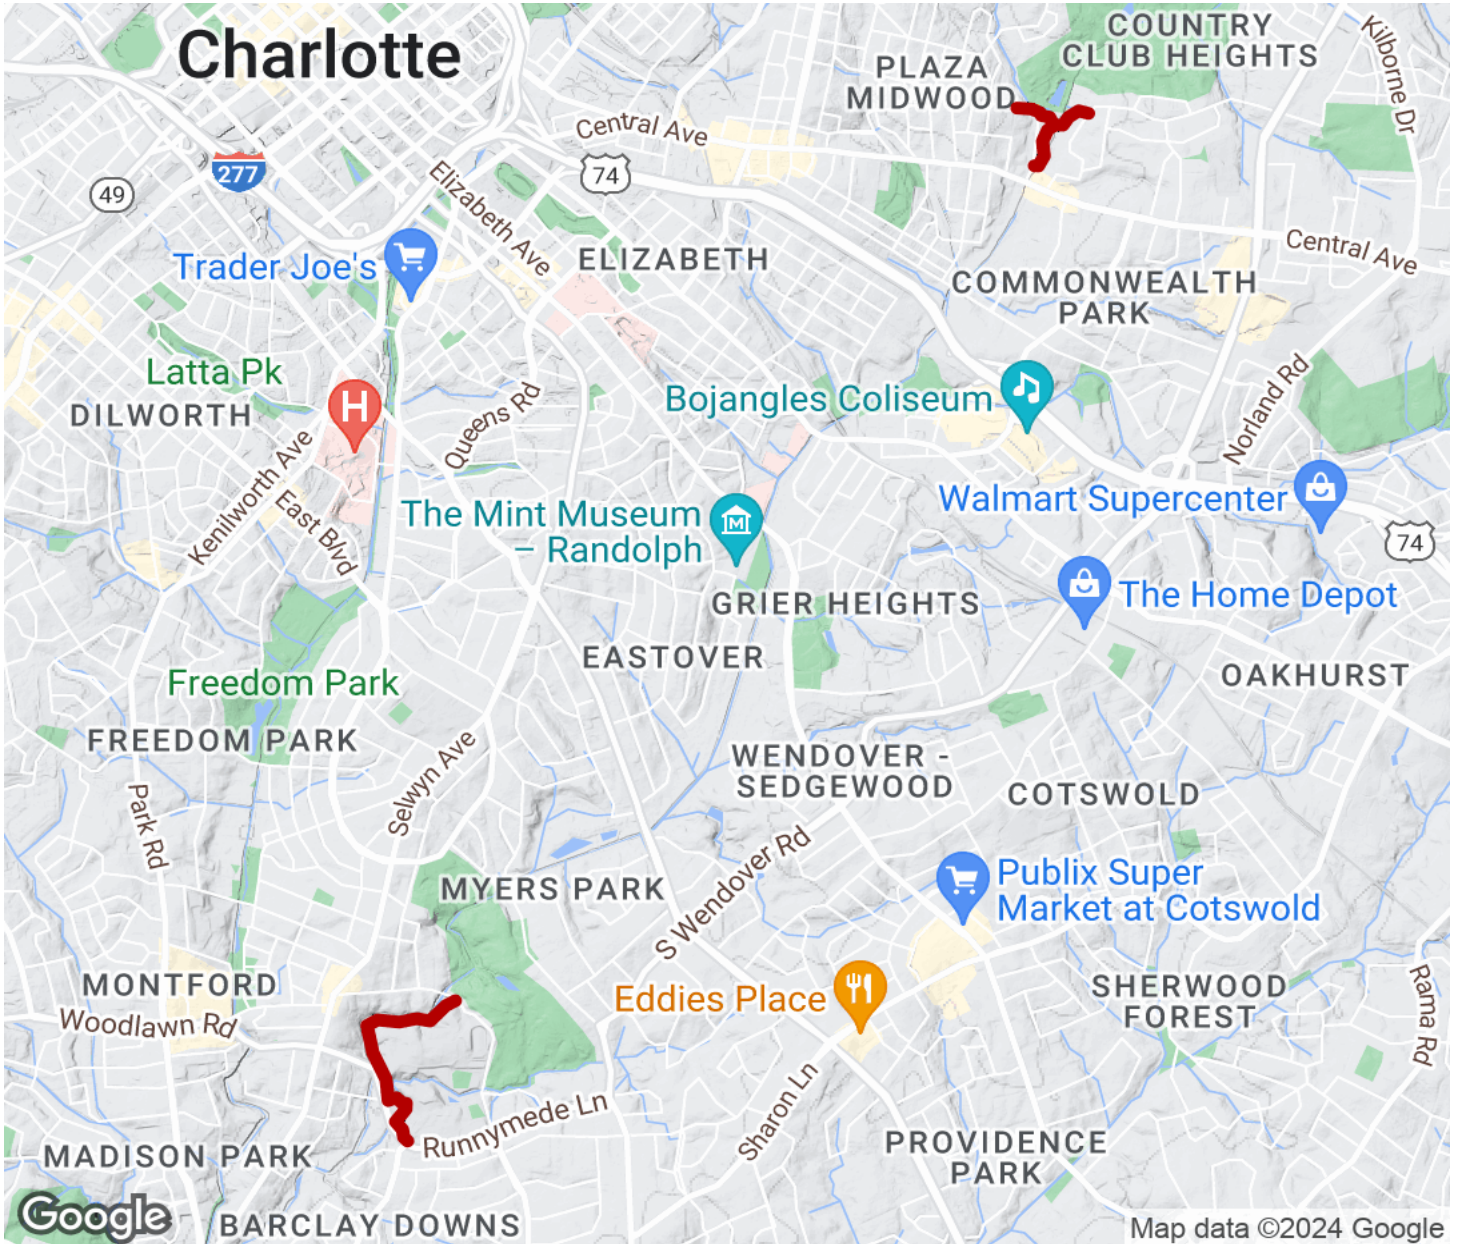 Charlotte
COUNTRY
CLUB HEIGHTS
Kilborne Dr
PLAZA
MIDWOOD
Central Ave
277
74
49
Elizabeth Ave
ELIZABETH
Central Ave
Trader Joe's
COMMONWEALTH
PARK
Latta Pk
H
DILWORTH
Queens Rd
Bojangles Coliseum
Norland Rd
Kenilworth Ave
East Blvd
Walmart Supercenter
The Mint Museum
– Randolph
M
74
GRIER HEIGHTS
The Home Depot
EASTOVER
OAKHURST
Freedom Park
FREEDOM PARK
WENDOVER -
SEDGEWOOD
COTSWOLD
Selwyn Ave
Park Rd
S Wendover Rd
Publix Super
Market at Cotswold
MYERS PARK
MONTFORD
Eddies Place
SHERWOOD
FOREST
Woodlawn Rd
Rama Rd
Sharon Ln
Runnymede Ln
MADISON PARK
PROVIDENCE
PARK
BARCLAY DOWNS
Google
Map data ©2024 Google